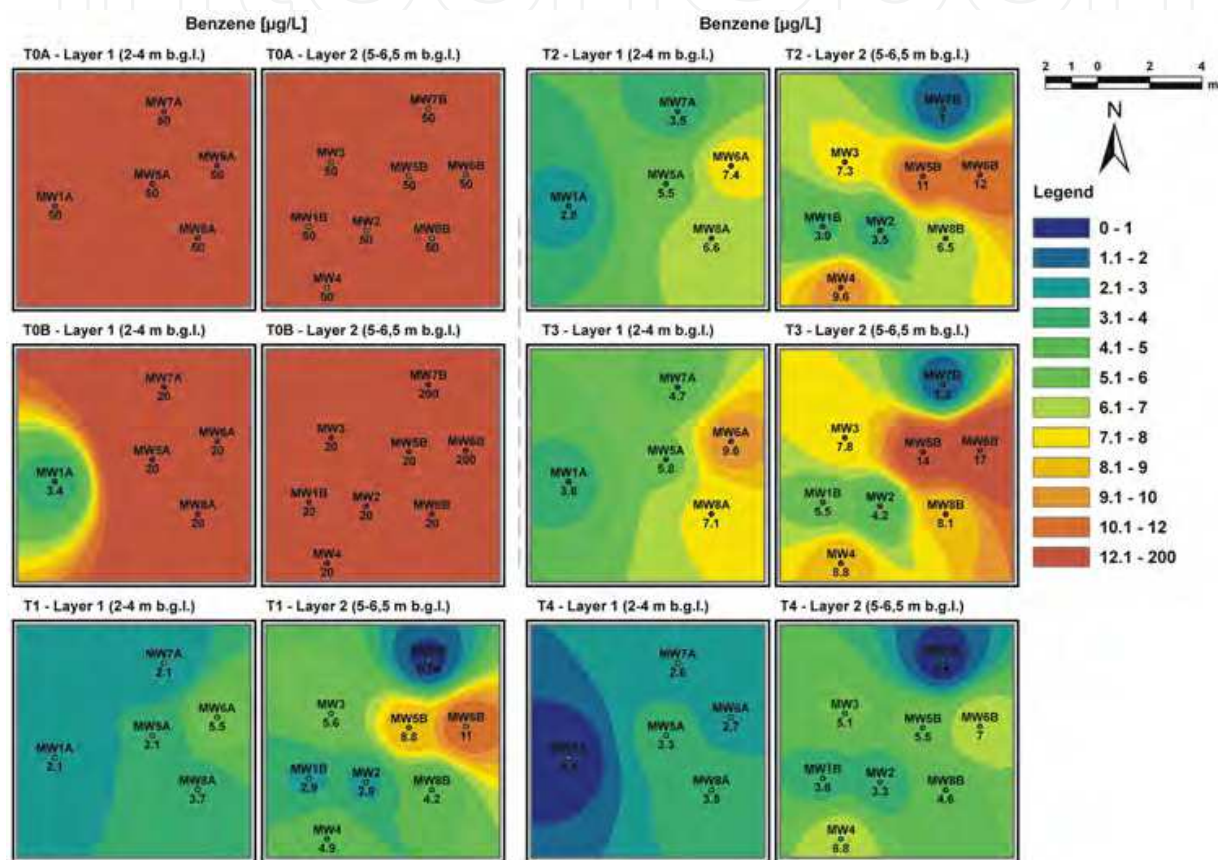 Benzene [µg/L]
T0A - Layer 1 (2-4 m b.g.l.)
MW7A
50
MW6A
50
MW5A
50
MW1A
50
MW8A
50
T0A - Layer 2 (5-6,5 m b.g.l.)
MW7B
50
MW3
50
MW5B
50
MW6B
50
MW1B
50
MW2
50
MW8B
50
MW4
50
T0B - Layer 1 (2-4 m b.g.l.)
MW7A
20
MW6A
20
MW5A
20
MW1A
3.4
MW8A
20
T0B - Layer 2 (5-6,5 m b.g.l.)
MW7B
200
MW3
20
MW5B
20
MW6B
200
MW1B
20
MW2
20
MW8B
20
MW4
20
T1 - Layer 1 (2-4 m b.g.l.)
MW7A
2.1
MW6A
5.5
MW5A
3.1
MW1A
2.1
MW8A
3.7
T1 - Layer 2 (5-6,5 m b.g.l.)
MW3
5.6
MW5B
8.8
MW6B
11
MW1B
2.9
MW2
MW8B
4.2
MW4
4.9
Benzene [µg/L]
T2 - Layer 1 (2-4 m b.g.l.)
MW7A
3.5
MW6A
7.4
MW5A
5.5
MW1A
2.8
MW8A
6.6
T2 - Layer 2 (5-6,5 m b.g.l.)
MW7B
1
MW3
7.3
MW5B
11
MW6B
12
MW1B
3.9
MW2
3.5
MW8B
6.5
MW4
9.6
T3 - Layer 1 (2-4 m b.g.l.)
MW7A
4.7
MW6A
9.6
MW5A
5.8
MW1A
3.8
MW8A
7.1
T3 - Layer 2 (5-6,5 m b.g.l.)
MW7B
MW3
7.8
MW5B
14
MW6B
17
MW1B
5.5
MW2
4.2
MW8B
8.1
MW4
8.8
T4 - Layer 1 (2-4 m b.g.l.)
MW7A
2.6
MW6A
2.7
MW5A
3.3
MW8A
T4 - Layer 2 (5-6,5 m b.g.l.)
MW3
5.1
MW5B
MW6B
7
MW1B
3.6
MW2
3.3
MW8B
4.6
MW4
6.8
2 1 0 2 4
m
N
Legend
0 - 1
1.1 - 2
2.1 - 3
3.1 - 4
4.1 - 5
5.1 - 6
6.1 - 7
7.1 - 8
8.1 - 9
9.1 - 10
10.1 - 12
12.1 - 200